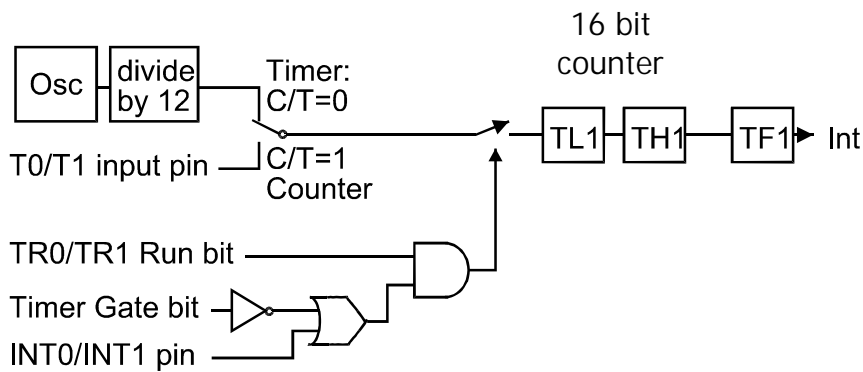 16 bit
counter
Osc
divide
by 12
Timer:
C/T=0
TL1
TH1
TF1
Int
T0/T1 input pin
C/T=1
Counter
TR0/TR1 Run bit
Timer Gate bit
INT0/INT1 pin